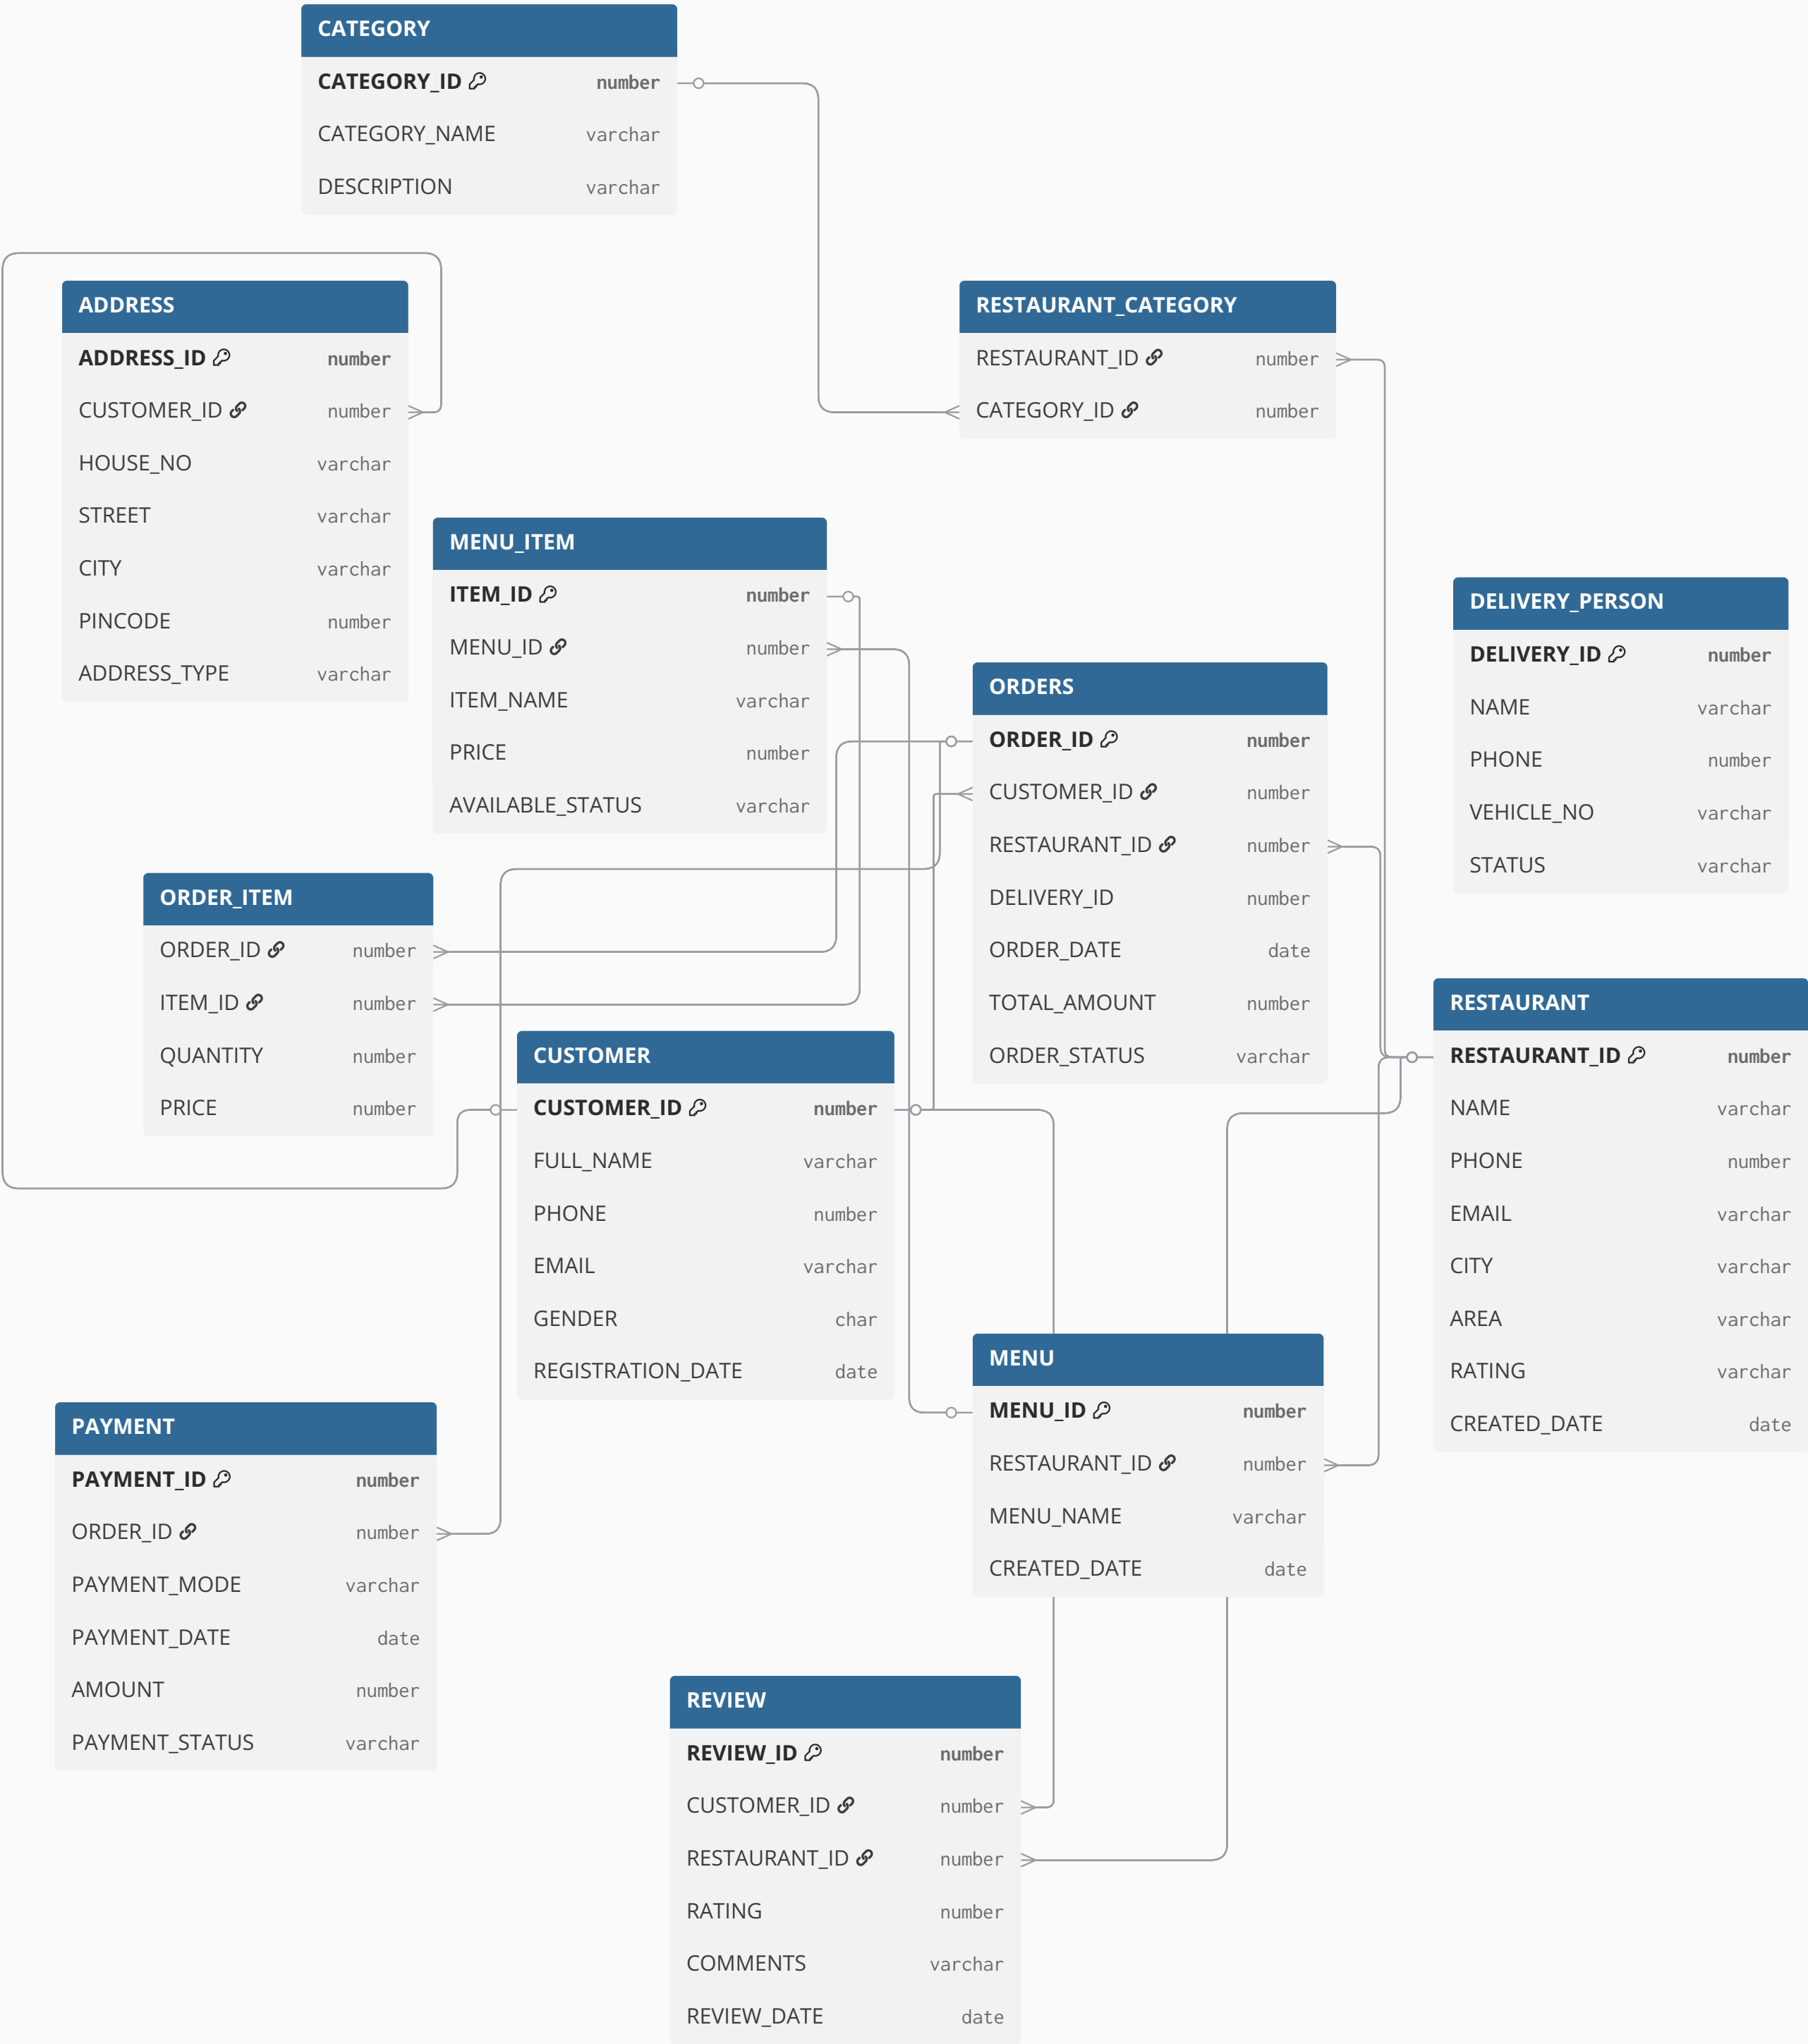 CATEGORY
CATEGORY_ID number
CATEGORY_NAME varchar
DESCRIPTION varchar
ADDRESS
ADDRESS_ID number
CUSTOMER_ID number
HOUSE_NO varchar
STREET varchar
CITY varchar
PINCODE number
ADDRESS_TYPE varchar
RESTAURANT_CATEGORY
RESTAURANT_ID number
CATEGORY_ID number
MENU_ITEM
ITEM_ID number
MENU_ID number
ITEM_NAME varchar
PRICE number
AVAILABLE_STATUS varchar
DELIVERY_PERSON
DELIVERY_ID number
NAME varchar
PHONE number
VEHICLE_NO varchar
STATUS varchar
ORDERS
ORDER_ID number
CUSTOMER_ID number
RESTAURANT_ID number
DELIVERY_ID number
ORDER_DATE date
TOTAL_AMOUNT number
ORDER_STATUS varchar
ORDER_ITEM
ORDER_ID number
ITEM_ID number
QUANTITY number
PRICE number
CUSTOMER
CUSTOMER_ID number
FULL_NAME varchar
PHONE number
EMAIL varchar
GENDER char
REGISTRATION_DATE date
RESTAURANT
RESTAURANT_ID number
NAME varchar
PHONE number
EMAIL varchar
CITY varchar
AREA varchar
RATING varchar
CREATED_DATE date
MENU
MENU_ID number
RESTAURANT_ID number
MENU_NAME varchar
CREATED_DATE date
PAYMENT
PAYMENT_ID number
ORDER_ID number
PAYMENT_MODE varchar
PAYMENT_DATE date
AMOUNT number
PAYMENT_STATUS varchar
REVIEW
REVIEW_ID number
CUSTOMER_ID number
RESTAURANT_ID number
RATING number
COMMENTS varchar
REVIEW_DATE date